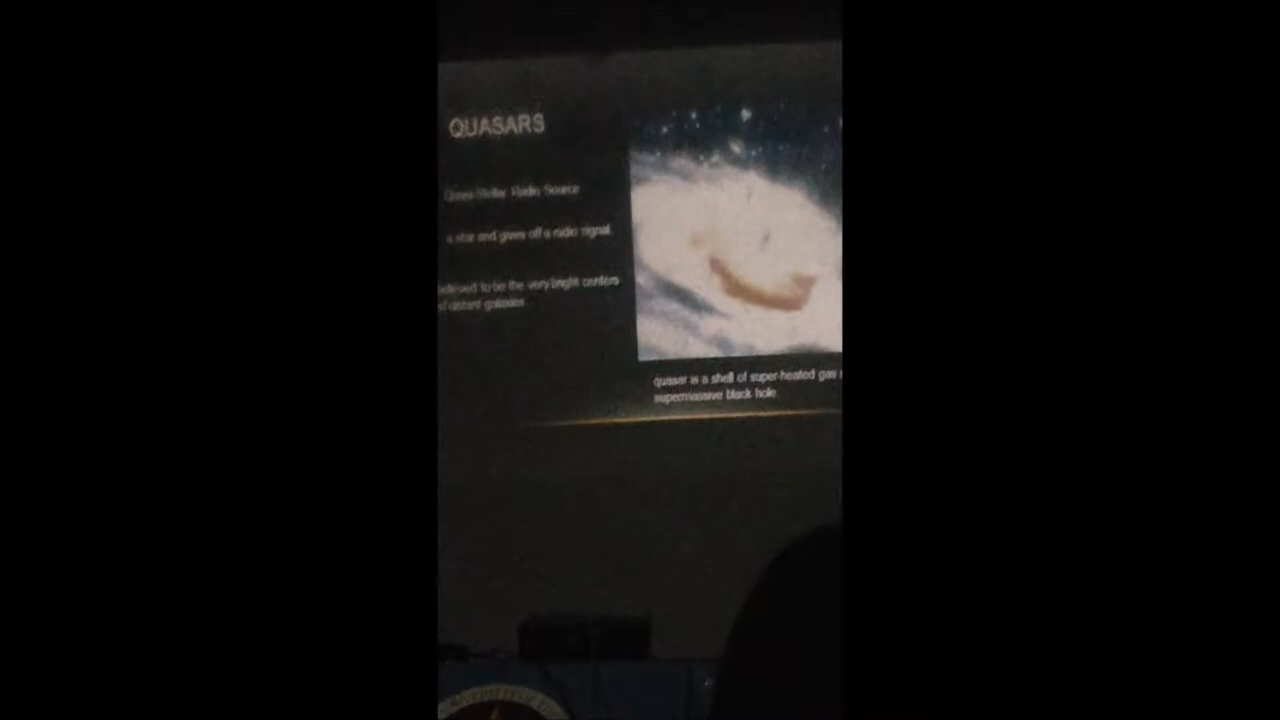 QUASARS
Quasi-Stellar Radio Source
a star and gives off a radio signal.
believed to be the very bright centers
of distant galaxies
quasar is a shell of super-heated gas
supermassive black hole